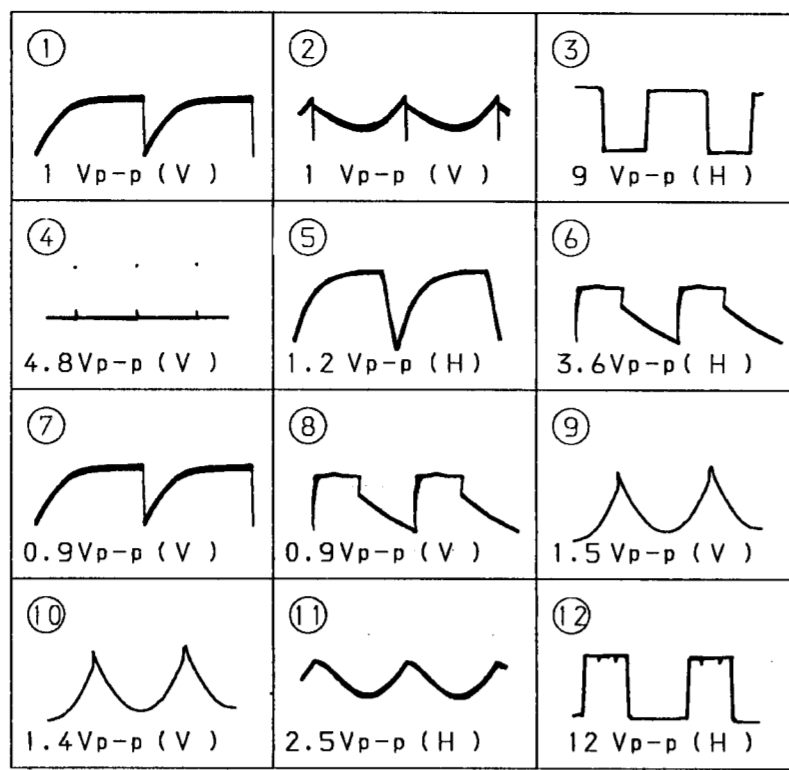 ①
1 Vp-p ( V )
②
1 Vp-p ( V )
③
9 Vp-p ( H )
④
4.8Vp-p ( V )
⑤
1.2 Vp-p ( H )
⑥
3.6Vp-p ( H )
⑦
0.9Vp-p ( V )
⑧
0.9Vp-p ( V )
⑨
1.5 Vp-p ( V )
⑩
1.4Vp-p ( V )
⑪
2.5Vp-p ( H )
⑫
12 Vp-p ( H )